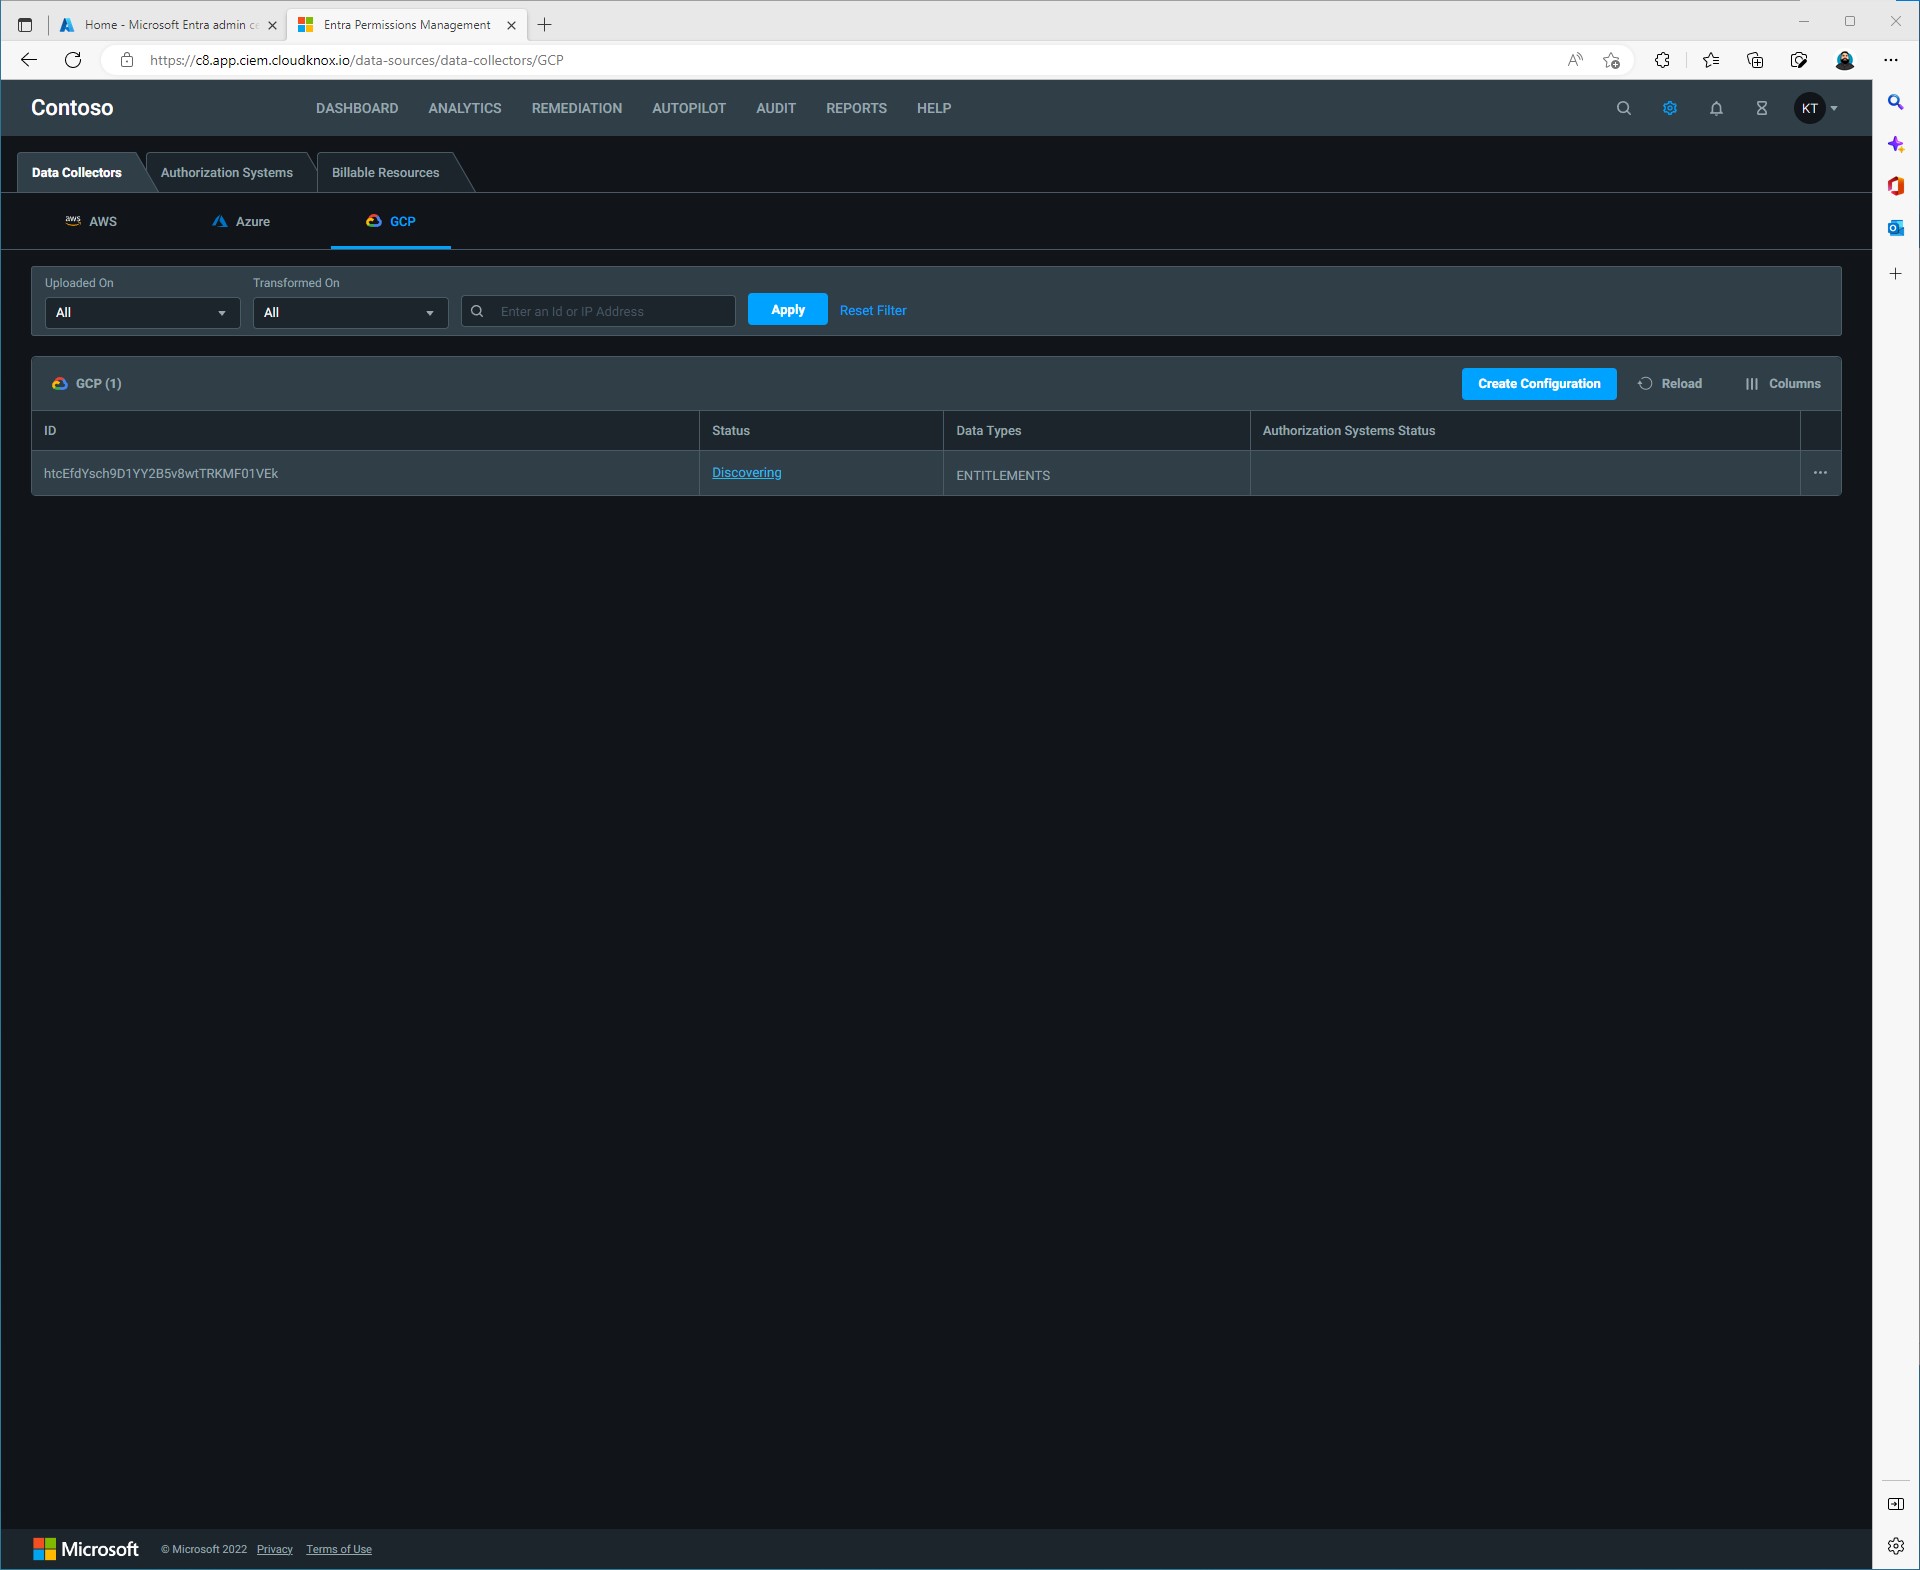 Home - Microsoft Entra admin ce
Entra Permissions Management
https://c8.app.ciem.cloudknox.io/data-sources/data-collectors/GCP
Contoso
DASHBOARD
ANALYTICS
REMEDIATION
AUTOPILOT
AUDIT
REPORTS
HELP
KT
Data Collectors
Authorization Systems
Billable Resources
aws AWS
Azure
GCP
Uploaded On
Transformed On
All
All
Enter an Id or IP Address
Apply
Reset Filter
GCP (1)
Create Configuration
Reload
Columns
ID
Status
Data Types
Authorization Systems Status
htcEfdYsch9D1YY2B5v8wtTRKMF01VEk
Discovering
ENTITLEMENTS
Microsoft
© Microsoft 2022
Privacy
Terms of Use